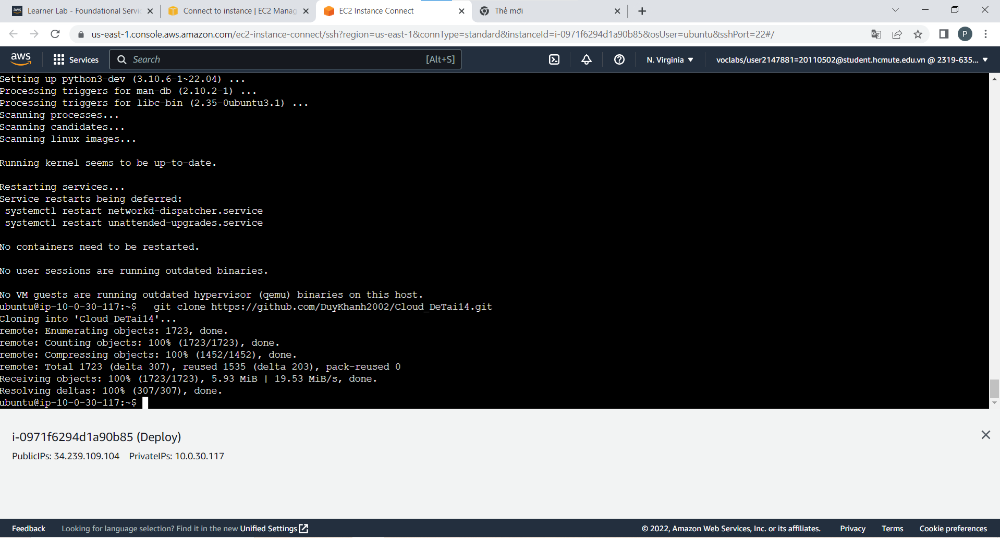 aws Learner Lab - Foundational Servic
Connect to instance | EC2 Manag
EC2 Instance Connect
Thẻ mới
us-east-1.console.aws.amazon.com/ec2-instance-connect/ssh?region=us-east-1&connType=standard&instanceId=i-0971f6294d1a90b85&osUser=ubuntu&sshPort=22#/
P
aws
Services
Search
[Alt+S]
N. Virginia
voclabs/user2147881=20110502@student.hcmute.edu.vn @ 2319-635...
Setting up python3-dev (3.10.6-1~22.04) ...
Processing triggers for man-db (2.10.2-1) ...
Processing triggers for libc-bin (2.35-0ubuntu3.1) ...
Scanning processes...
Scanning candidates...
Scanning linux images...
Running kernel seems to be up-to-date.
Restarting services...
Service restarts being deferred:
systemctl restart networkd-dispatcher.service
systemctl restart unattended-upgrades.service
No containers need to be restarted.
No user sessions are running outdated binaries.
No VM guests are running outdated hypervisor (qemu) binaries on this host.
ubuntu@ip-10-0-30-117:~$   git clone https://github.com/DuyKhanh2002/Cloud_DeTai14.git
Cloning into 'Cloud_DeTai14'...
remote: Enumerating objects: 1723, done.
remote: Counting objects: 100% (1723/1723), done.
remote: Compressing objects: 100% (1452/1452), done.
remote: Total 1723 (delta 307), reused 1535 (delta 203), pack-reused 0
Receiving objects: 100% (1723/1723), 5.93 MiB | 19.53 MiB/s, done.
Resolving deltas: 100% (307/307), done.
ubuntu@ip-10-0-30-117:~$
i-0971f6294d1a90b85 (Deploy)
PublicIPs: 34.239.109.104 PrivateIPs: 10.0.30.117
Feedback
Looking for language selection? Find it in the new Unified Settings
© 2022, Amazon Web Services, Inc. or its affiliates.
Privacy
Terms
Cookie preferences